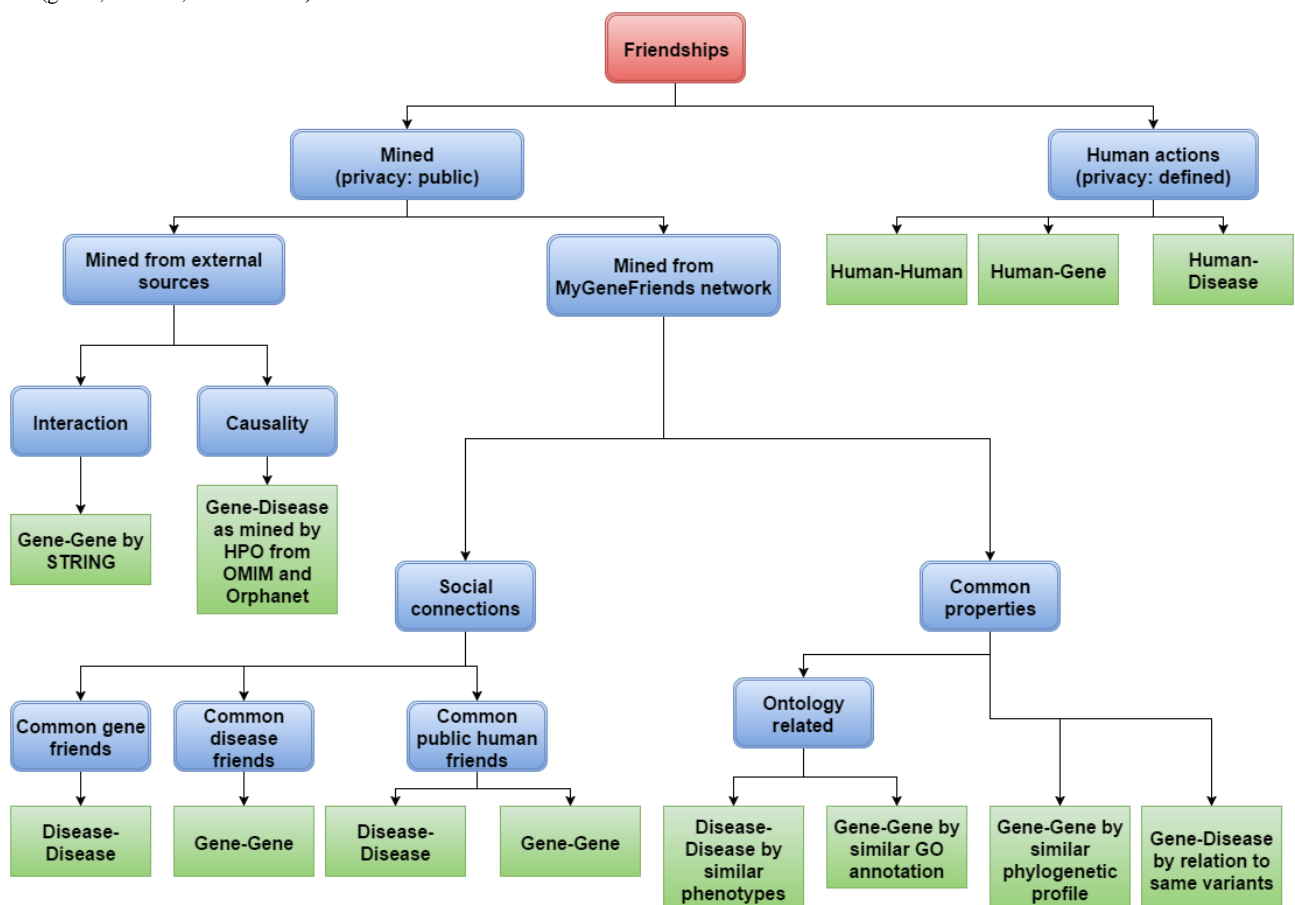 Friendships
Mined
(privacy: public)
Human actions
(privacy: defined)
Mined from external
sources
Mined from
MyGeneFriends network
Human-Human
Human-Gene
Human-
Disease
Interaction
Causality
Gene-Gene by
STRING
Gene-Disease
as mined by
HPO from
OMIM and
Orphanet
Social
connections
Common
properties
Common gene
friends
Common
disease
friends
Common
public human
friends
Ontology
related
Disease-
Disease
Gene-Gene
Disease-
Disease
Gene-Gene
Disease-
Disease by
similar
phenotypes
Gene-Gene by
similar GO
annotation
Gene-Gene by
similar
phylogenetic
profile
Gene-Disease
by relation to
same variants